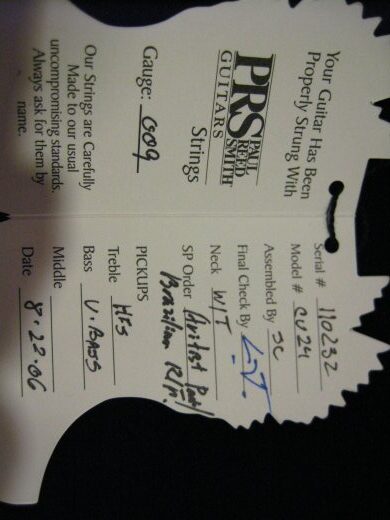 Your Guitar Has Been
Properly Strung With
PRS PAUL
REED
SMITH
GUITARS
Strings
Gauge: .009
Our Strings are Carefully
Made to our usual
uncompromising standards.
Always ask for them by
name.
Serial # 110232
Model # CU24
Assembled By JC
Final Check By
Neck W/T
SP Order Artist Pack/
Brazilian R/
PICKUPS
Treble HFS
Bass V. BASS
Middle
Date 8.22.06